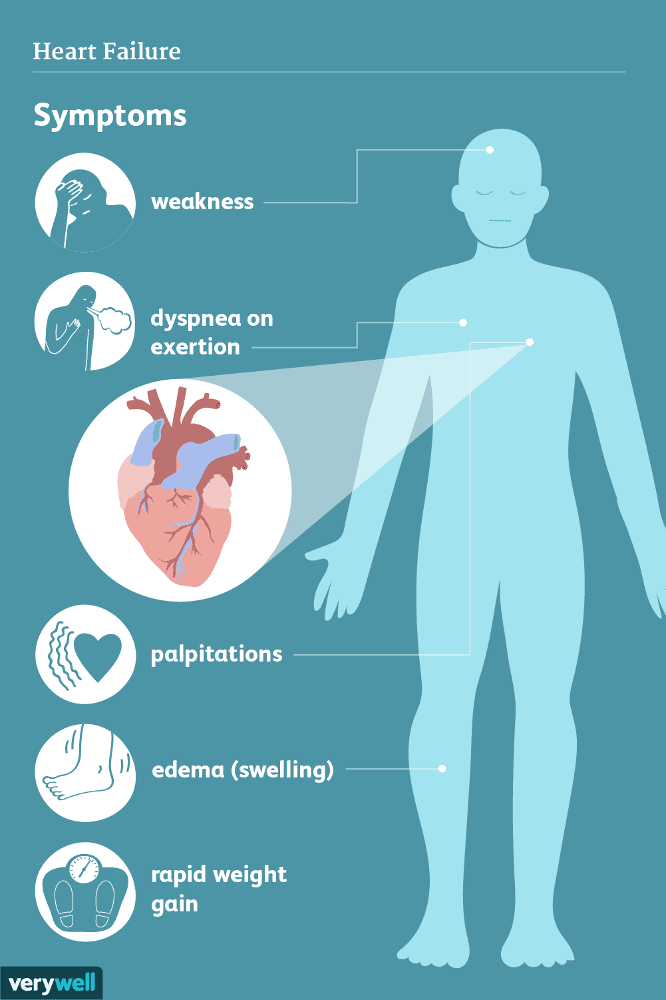 Heart Failure
Symptoms
weakness
dyspnea on
exertion
palpitations
edema (swelling)
rapid weight
gain
verywell